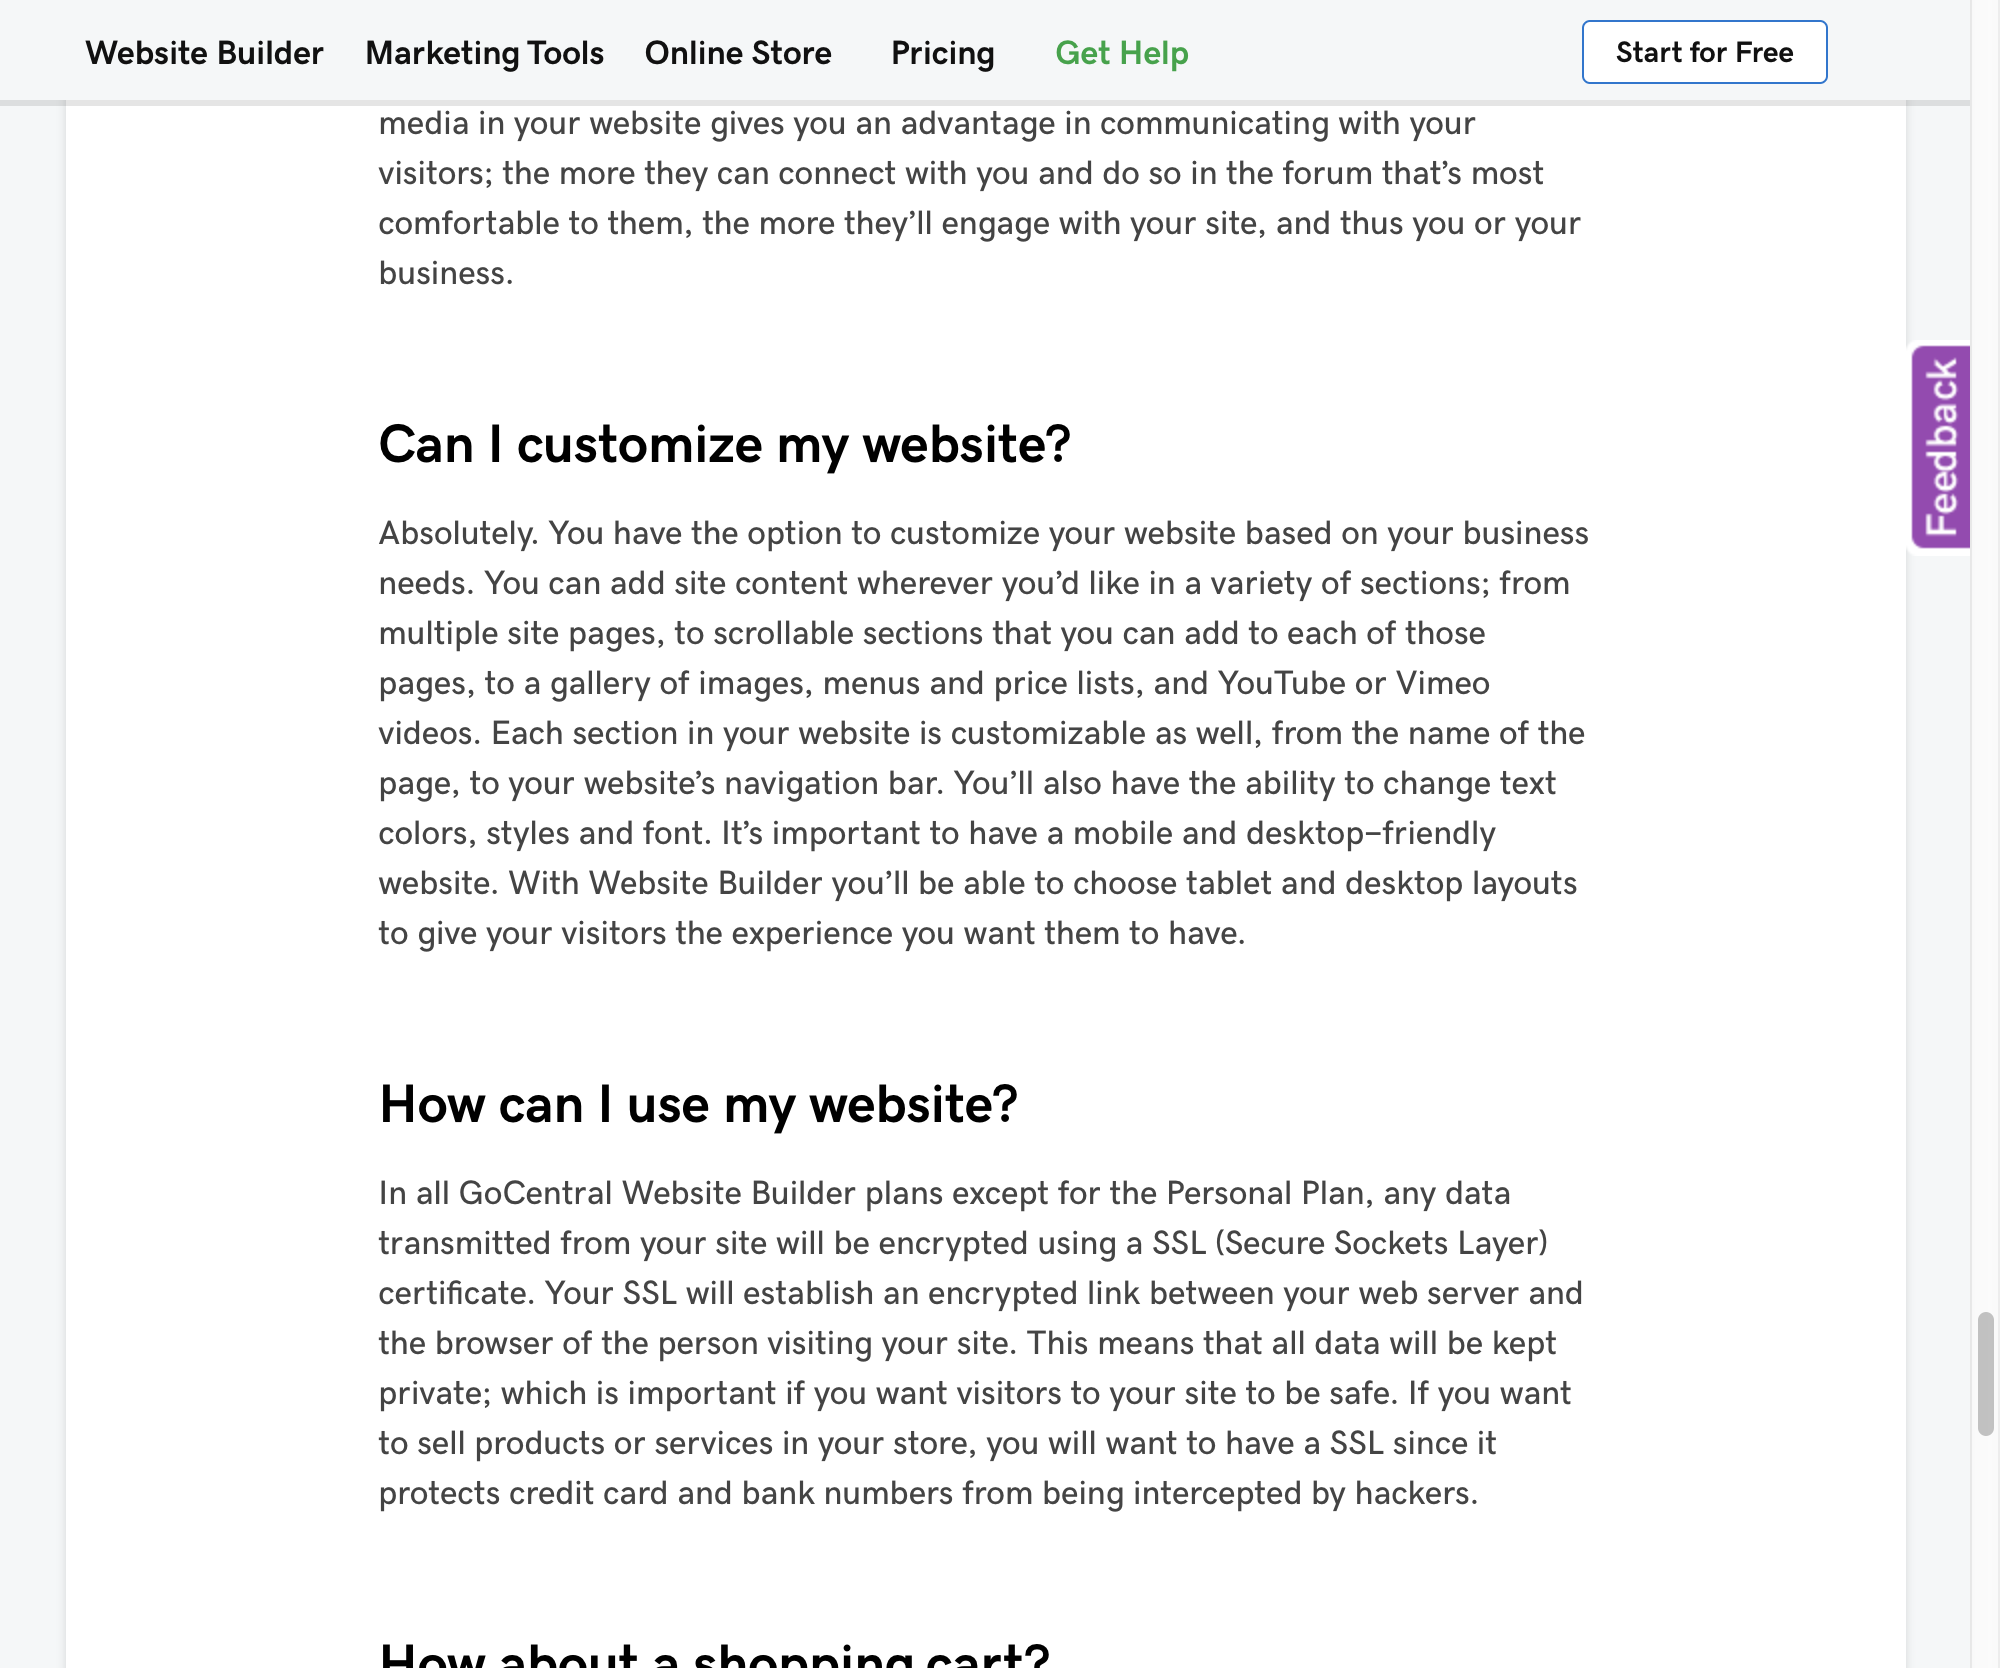 Website Builder Marketing Tools Online Store Pricing Get Help Start for Free
media in your website gives you an advantage in communicating with your
visitors; the more they can connect with you and do so in the forum that’s most
comfortable to them, the more they’ll engage with your site, and thus you or your
business.
Feedback
Can I customize my website?
Absolutely. You have the option to customize your website based on your business
needs. You can add site content wherever you’d like in a variety of sections; from
multiple site pages, to scrollable sections that you can add to each of those
pages, to a gallery of images, menus and price lists, and YouTube or Vimeo
videos. Each section in your website is customizable as well, from the name of the
page, to your website’s navigation bar. You’ll also have the ability to change text
colors, styles and font. It’s important to have a mobile and desktop–friendly
website. With Website Builder you’ll be able to choose tablet and desktop layouts
to give your visitors the experience you want them to have.
How can I use my website?
In all GoCentral Website Builder plans except for the Personal Plan, any data
transmitted from your site will be encrypted using a SSL (Secure Sockets Layer)
certificate. Your SSL will establish an encrypted link between your web server and
the browser of the person visiting your site. This means that all data will be kept
private; which is important if you want visitors to your site to be safe. If you want
to sell products or services in your store, you will want to have a SSL since it
protects credit card and bank numbers from being intercepted by hackers.
How about a shopping cart?